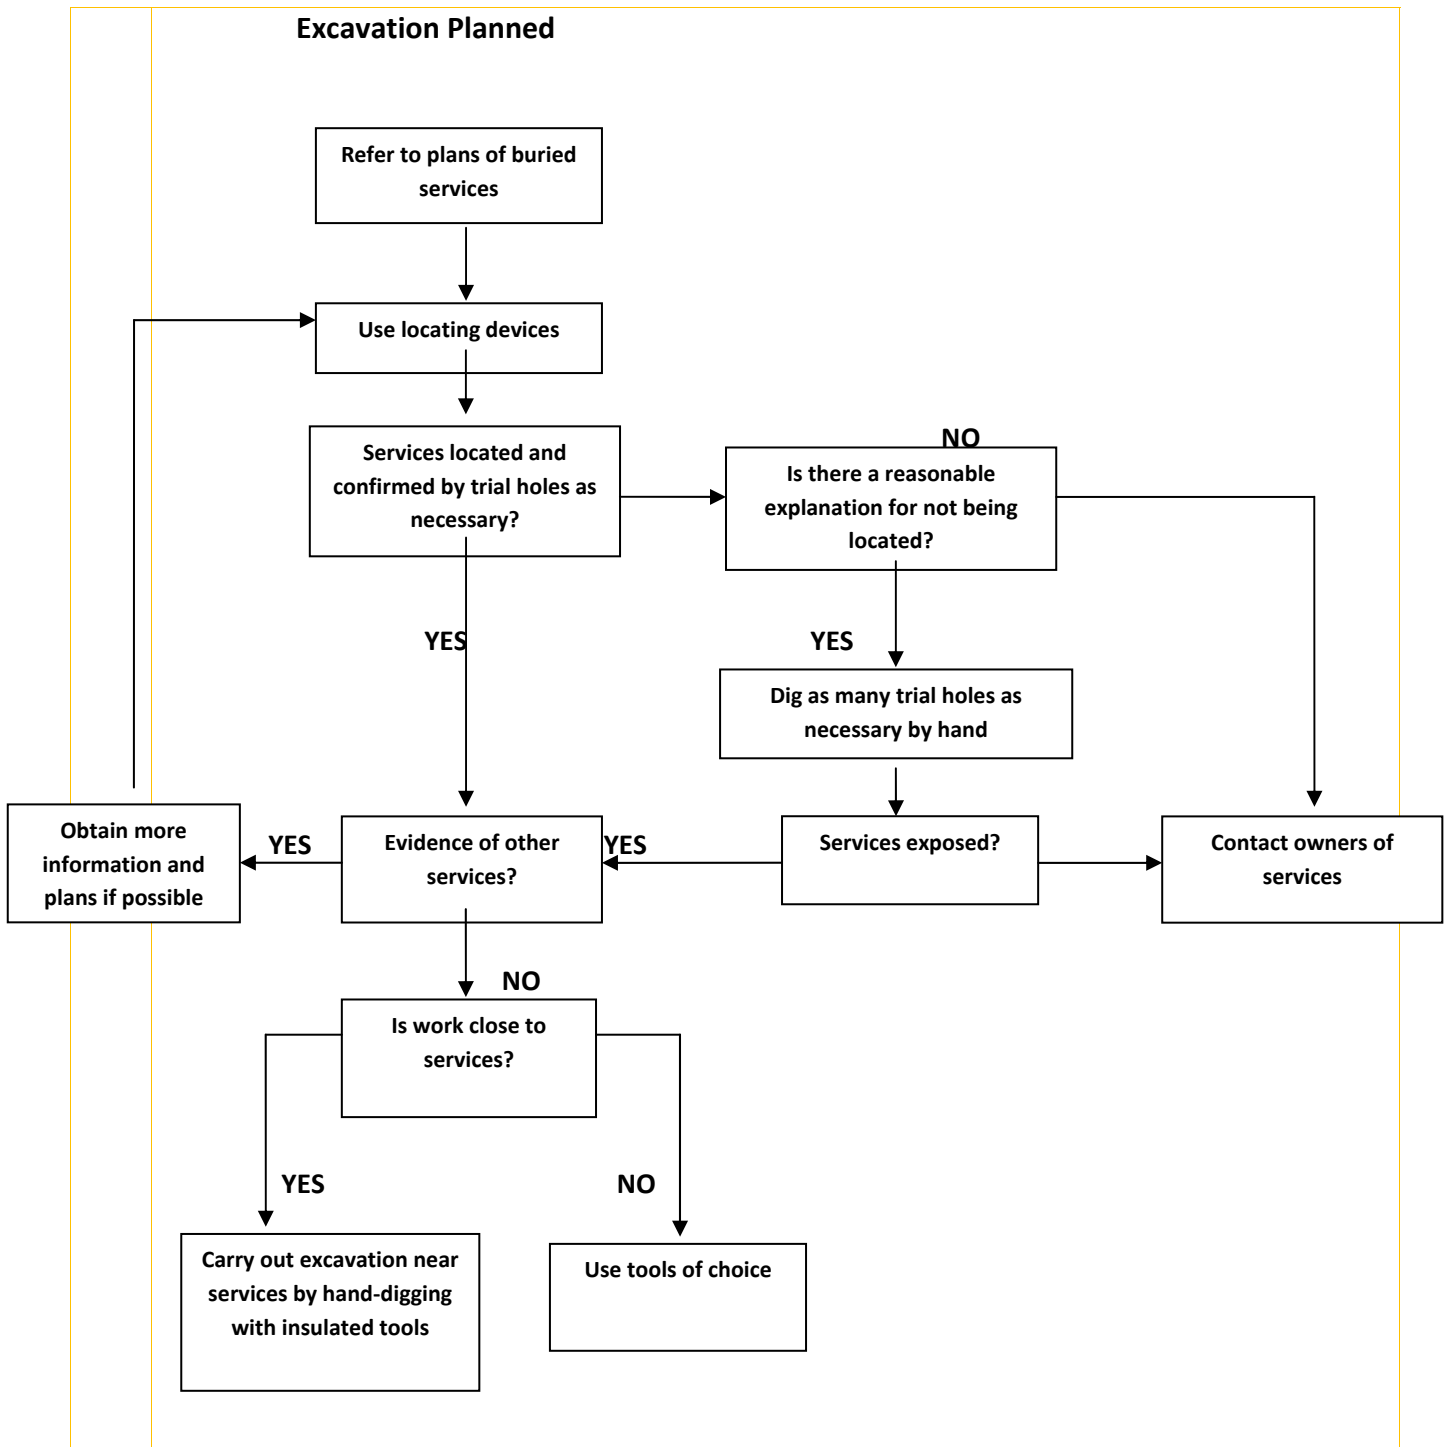 Excavation Planned
Refer to plans of buried
services
Use locating devices
Services located and
confirmed by trial holes as
necessary?
NO
Is there a reasonable
explanation for not being
located?
YES
YES
Dig as many trial holes as
necessary by hand
Obtain more
information and
plans if possible
YES
Evidence of other
services?
YES
Services exposed?
Contact owners of
services
NO
Is work close to
services?
YES
NO
Carry out excavation near
services by hand-digging
with insulated tools
Use tools of choice